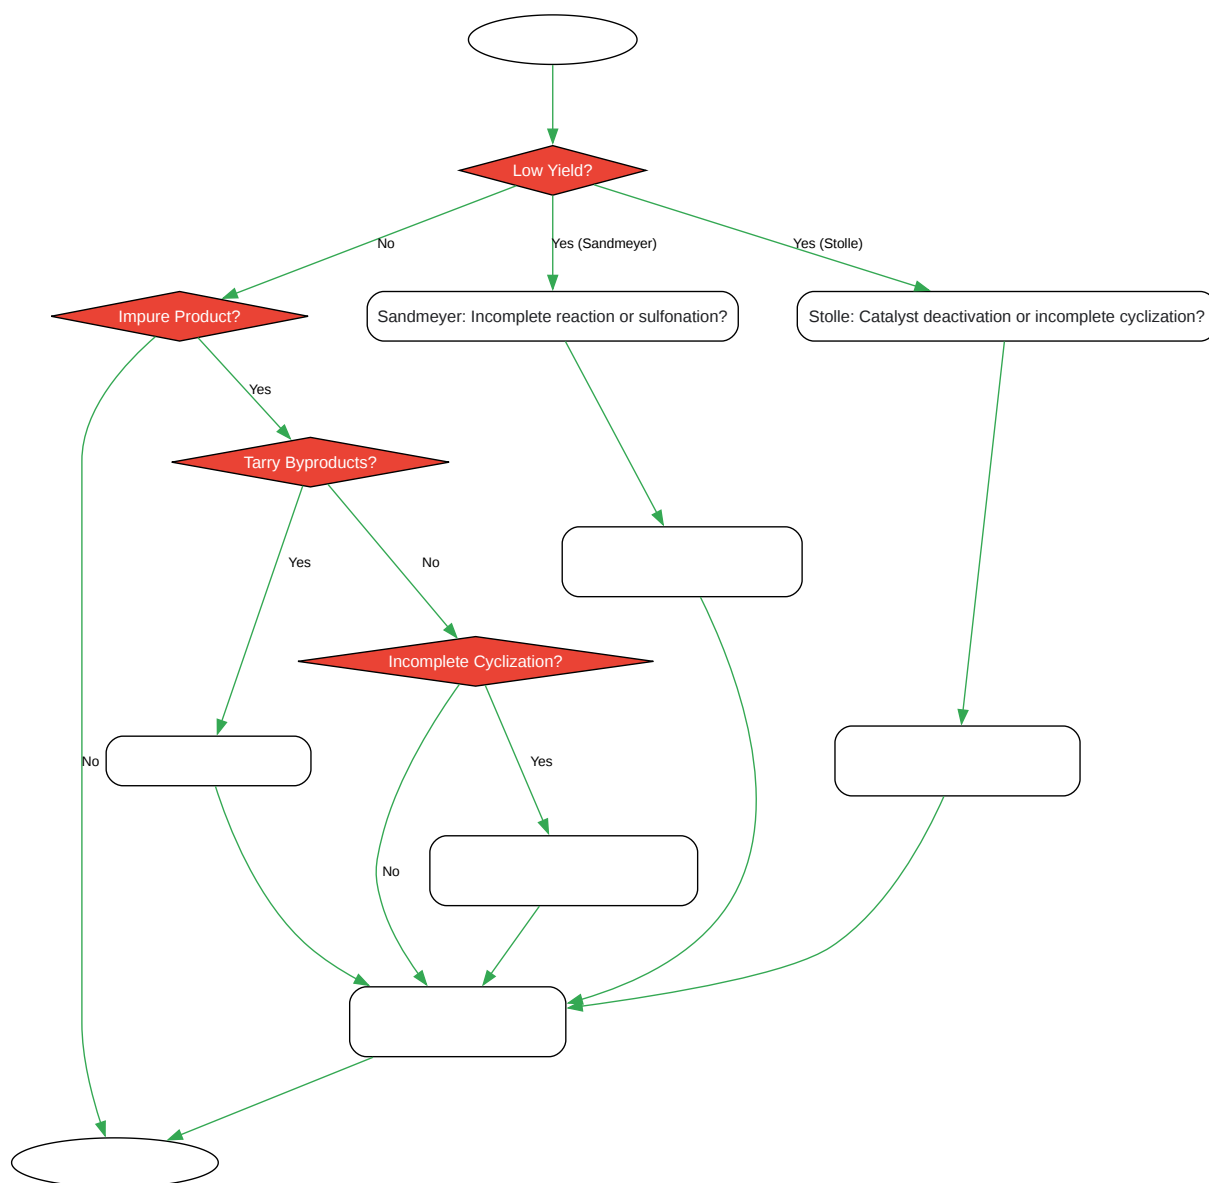 Low Yield?
No
Yes (Sandmeyer)
Yes (Stolle)
Impure Product?
Sandmeyer: Incomplete reaction or sulfonation?
Stolle: Catalyst deactivation or incomplete cyclization?
Yes
Tarry Byproducts?
Yes
No
Incomplete Cyclization?
No
Yes
No